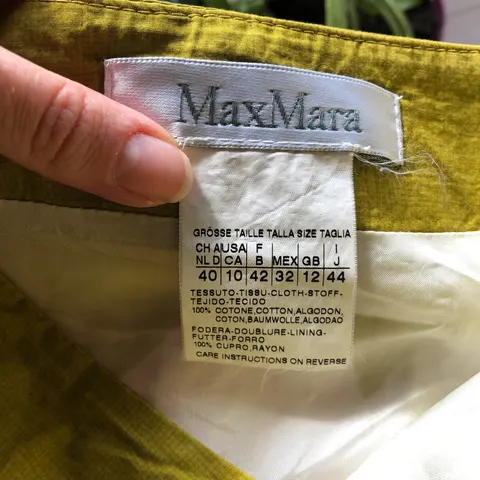 MaxMara
GRÖSSE TAILLE TALLA SIZE TAGLIA
CH A USA F I
NL D CA B MEX GB J
40 10 42 32 12 44
TESSUTO-TISSU-CLOTH-STOFF-
TEJIDO-TECIDO
100% COTONE,COTTON,ALGODON,
COTON,BAUMWOLLE,ALGODAO
FODERA-DOUBLURE-LINING-
FUTTER-FORRO
100% CUPRO,RAYON
CARE INSTRUCTIONS ON REVERSE